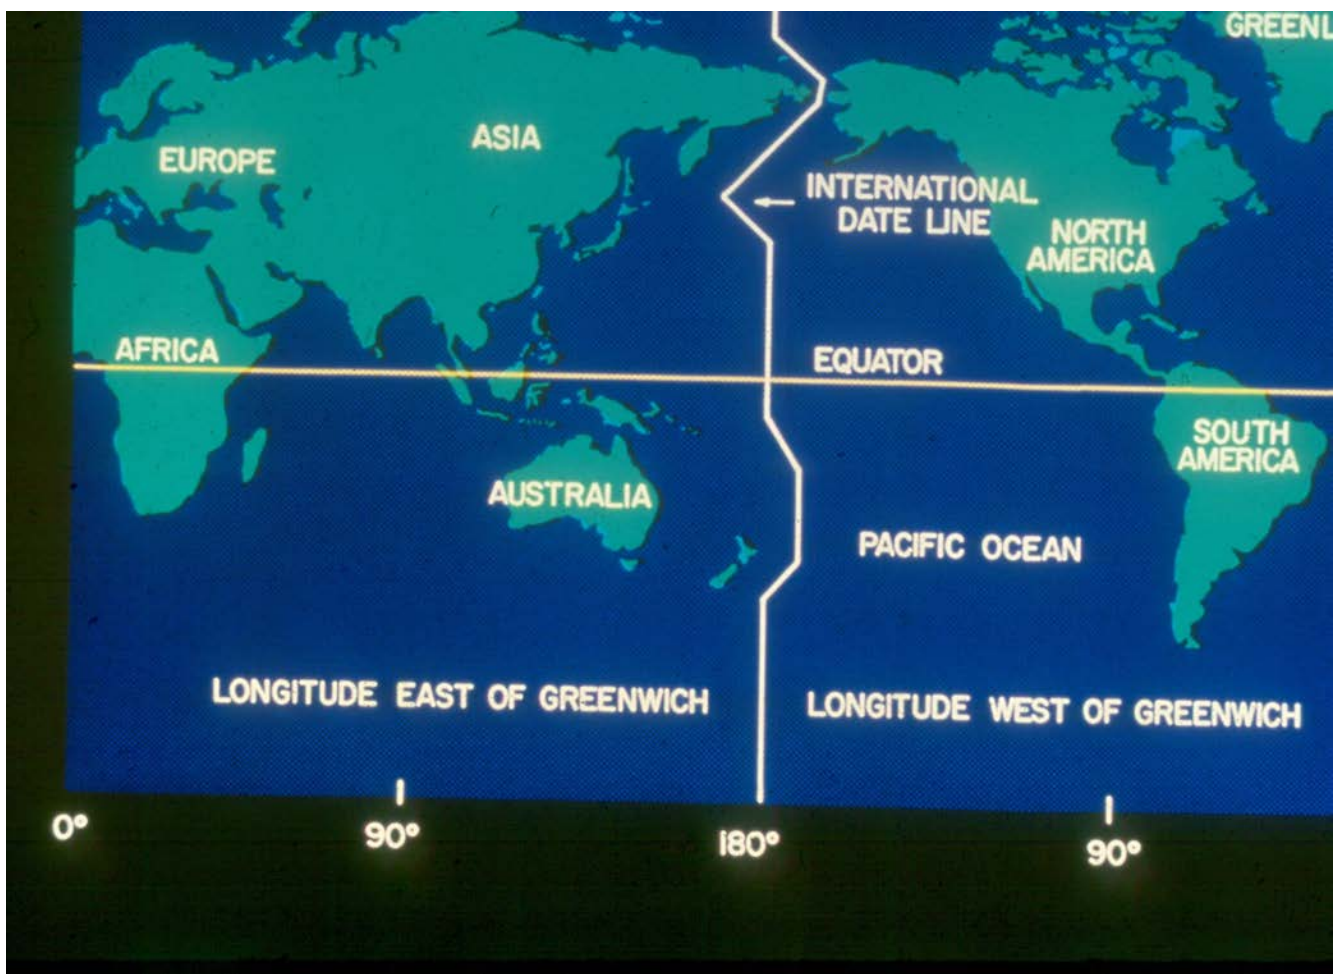 GREENL
ASIA
EUROPE
INTERNATIONAL
DATE LINE
NORTH
AMERICA
AFRICA
EQUATOR
SOUTH
AMERICA
AUSTRALIA
PACIFIC OCEAN
LONGITUDE EAST OF GREENWICH
LONGITUDE WEST OF GREENWICH
0° 90° 180° 90°